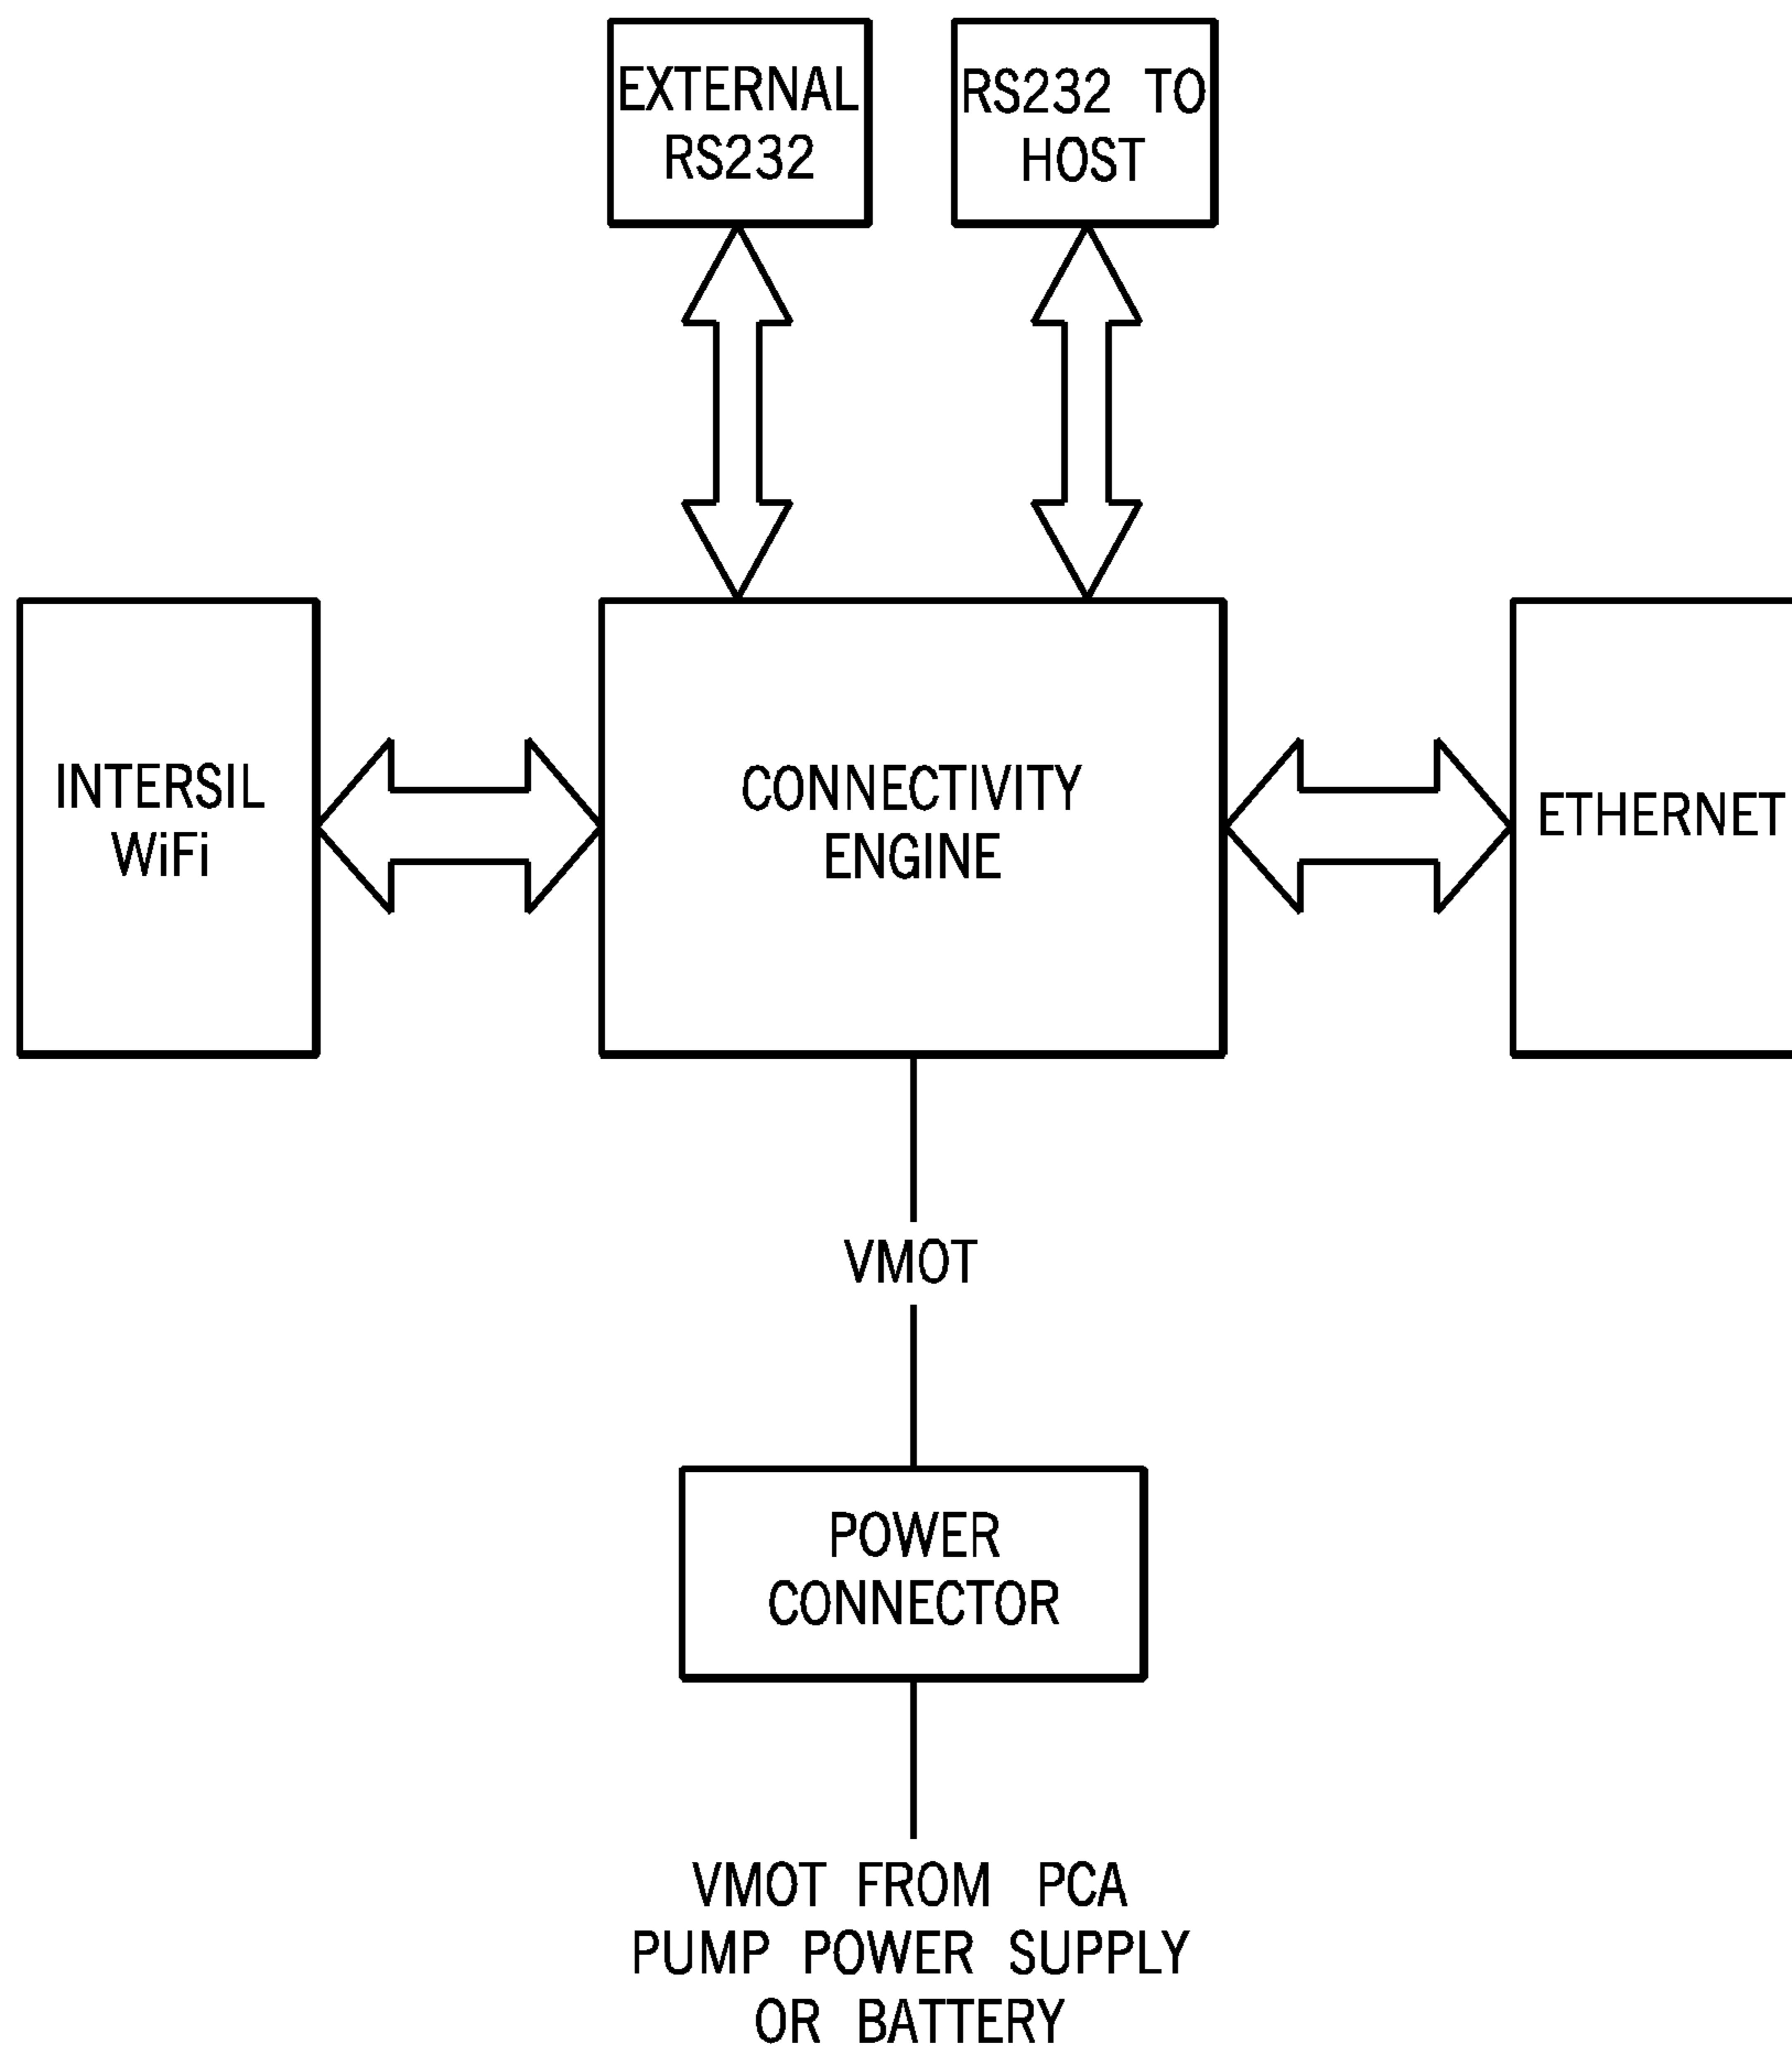 EXTERNAL
RS232
RS232 TO
HOST
INTERSIL
WiFi
CONNECTIVITY
ENGINE
ETHERNET
VMOT
POWER
CONNECTOR
VMOT FROM PCA
PUMP POWER SUPPLY
OR BATTERY